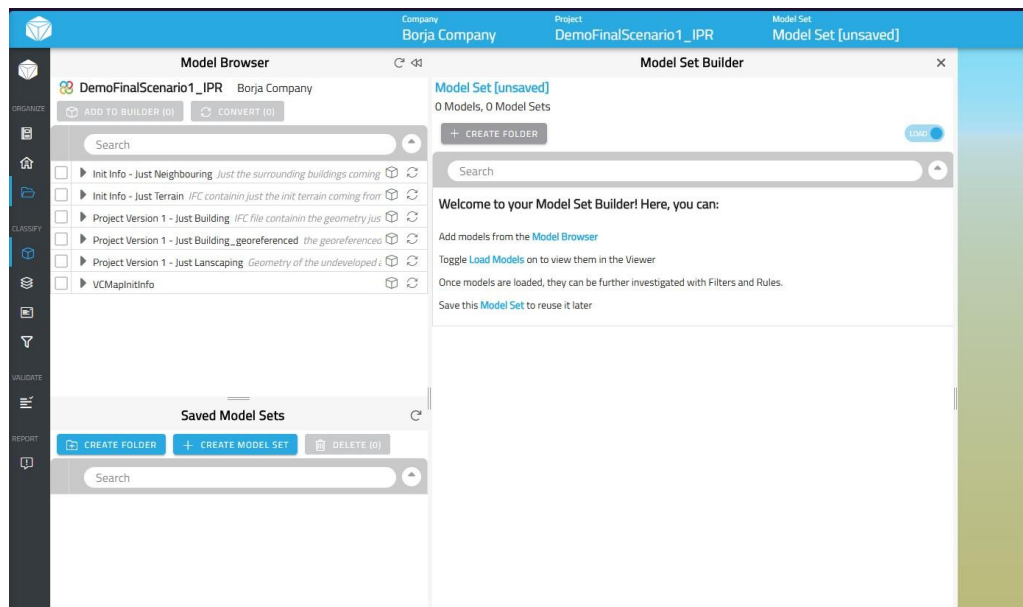 Company
Borja Company
Project
DemoFinalScenario1_IPR
Model Set
Model Set [unsaved]
ORGANIZE
CLASSIFY
VALIDATE
REPORT
Model Browser
DemoFinalScenario1_IPR Borja Company
ADD TO BUILDER (0) CONVERT (0)
Search
Init Info - Just Neighbouring Just the surrounding buildings coming
Init Info - Just Terrain IFC containin just the init terrain coming from
Project Version 1 - Just Building IFC file containin the geometry jus
Project Version 1 - Just Building_georeferenced the georeferenced
Project Version 1 - Just Lanscaping Geometry of the undeveloped
VCMapInitInfo
Saved Model Sets
CREATE FOLDER CREATE MODEL SET DELETE (0)
Search
Model Set Builder
Model Set [unsaved]
0 Models, 0 Model Sets
CREATE FOLDER LOAD
Search
Welcome to your Model Set Builder! Here, you can:
Add models from the Model Browser
Toggle Load Models on to view them in the Viewer
Once models are loaded, they can be further investigated with Filters and Rules.
Save this Model Set to reuse it later